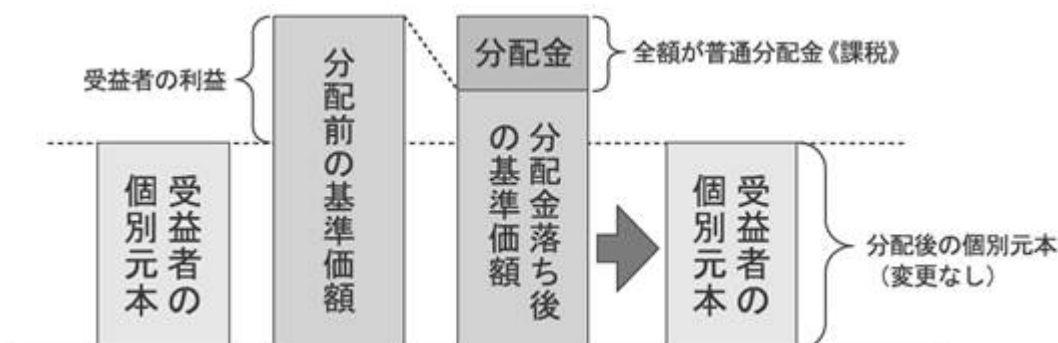 受益者の利益
受益者の
個別元本
分配前の基準価額
分配金
全額が普通分配金《課税》
分配金落ち後
の基準価額
受益者の
個別元本
分配後の個別元本
（変更なし）